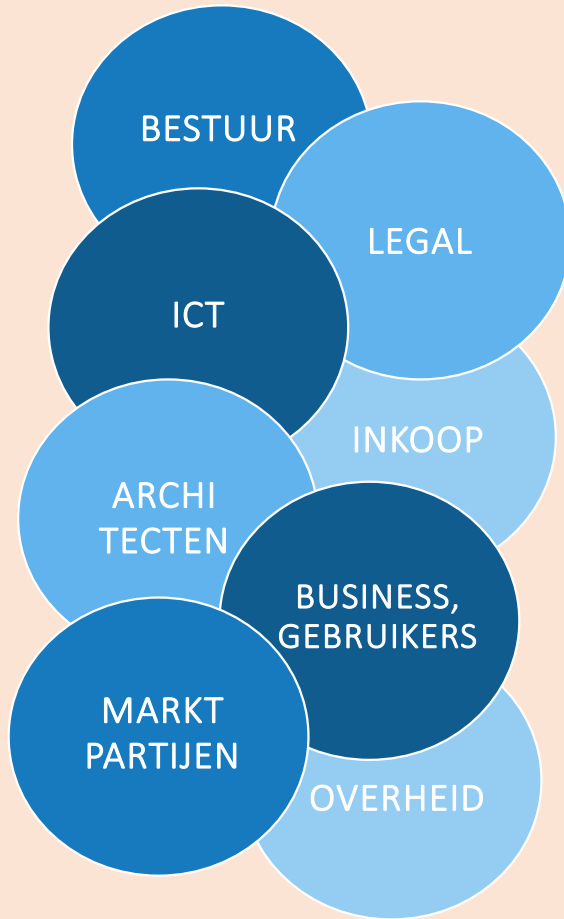 BESTUUR
LEGAL
ICT
INKOOP
ARCHI
TECTEN
BUSINESS,
GEBRUIKERS
MARKT
PARTIJEN
OVERHEID